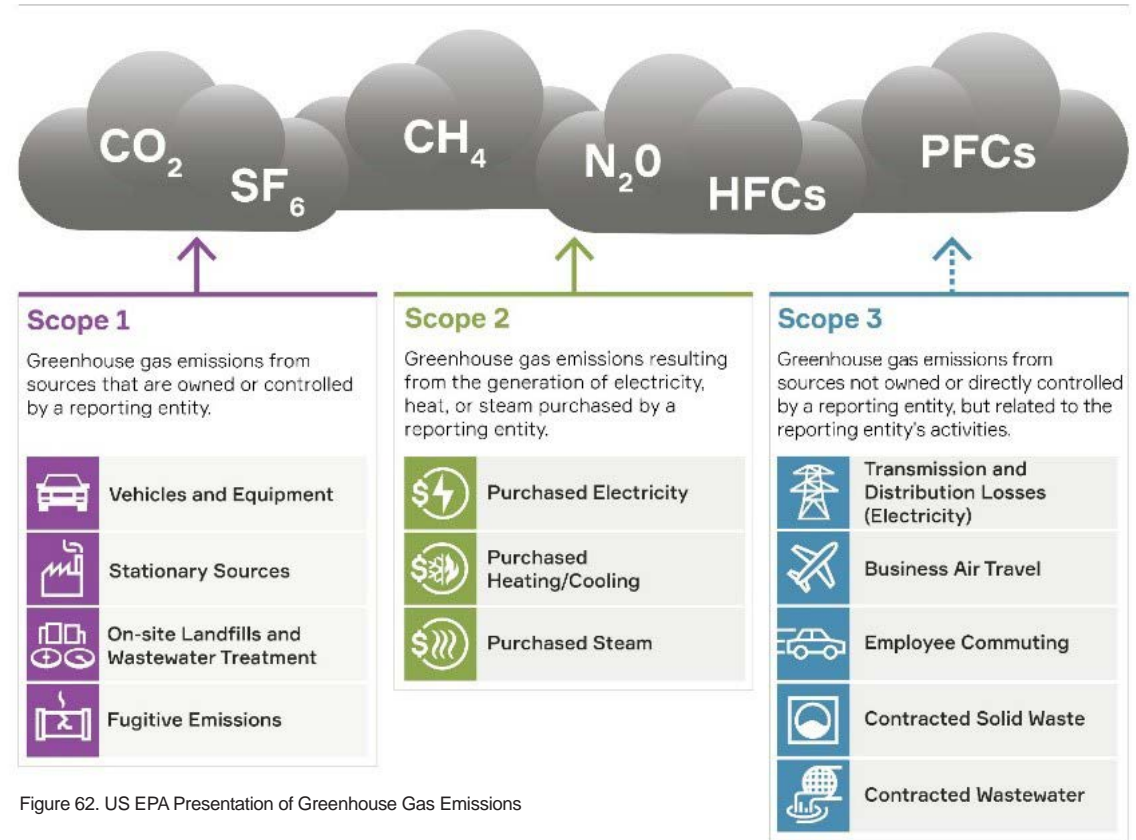 CO₂
SF₆
CH₄
N₂0
HFCs
PFCs
Scope 1
Greenhouse gas emissions from
sources that are owned or controlled
by a reporting entity.
Vehicles and Equipment
Stationary Sources
On-site Landfills and
Wastewater Treatment
Fugitive Emissions
Scope 2
Greenhouse gas emissions resulting
from the generation of electricity,
heat, or steam purchased by a
reporting entity.
$
Purchased Electricity
$
Purchased
Heating/Cooling
$
Purchased Steam
Scope 3
Greenhouse gas emissions from
sources not owned or directly controlled
by a reporting entity, but related to the
reporting entity's activities.
Transmission and
Distribution Losses
(Electricity)
Business Air Travel
Employee Commuting
Contracted Solid Waste
Contracted Wastewater
Figure 62. US EPA Presentation of Greenhouse Gas Emissions